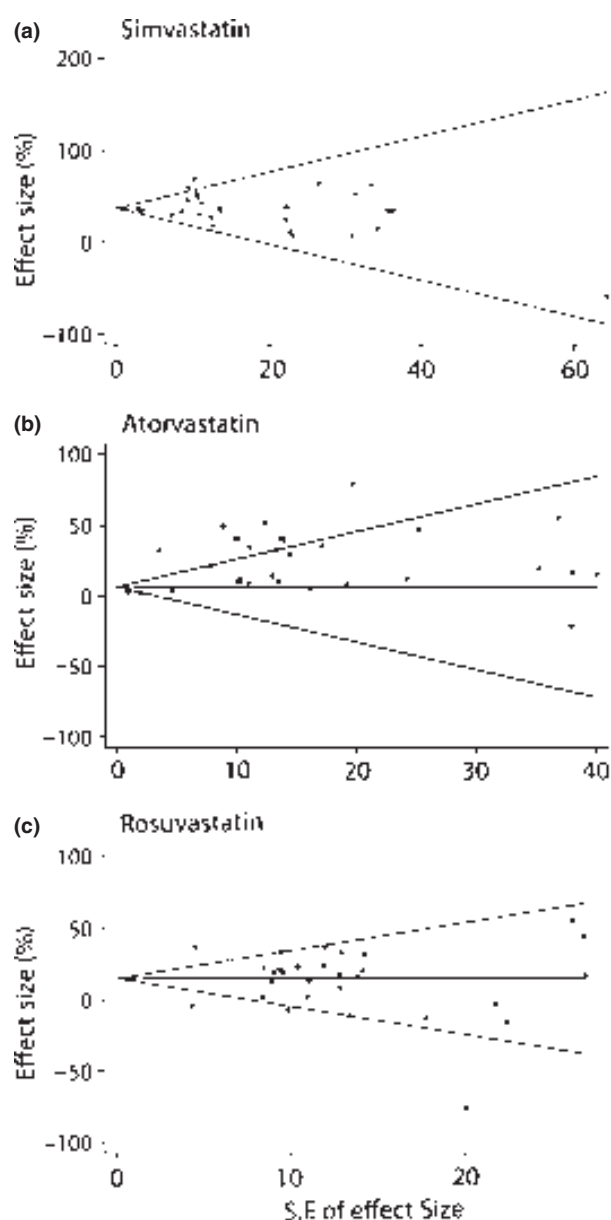 (a) Simvastatin
200
100
0
−100
Effect size (%)
0 20 40 60
(b) Atorvastatin
100
50
0
−50
−100
Effect size (%)
0 10 20 30 40
(c) Rosuvastatin
100
50
0
−50
−100
Effect size (%)
0 10 20
S.E of effect Size